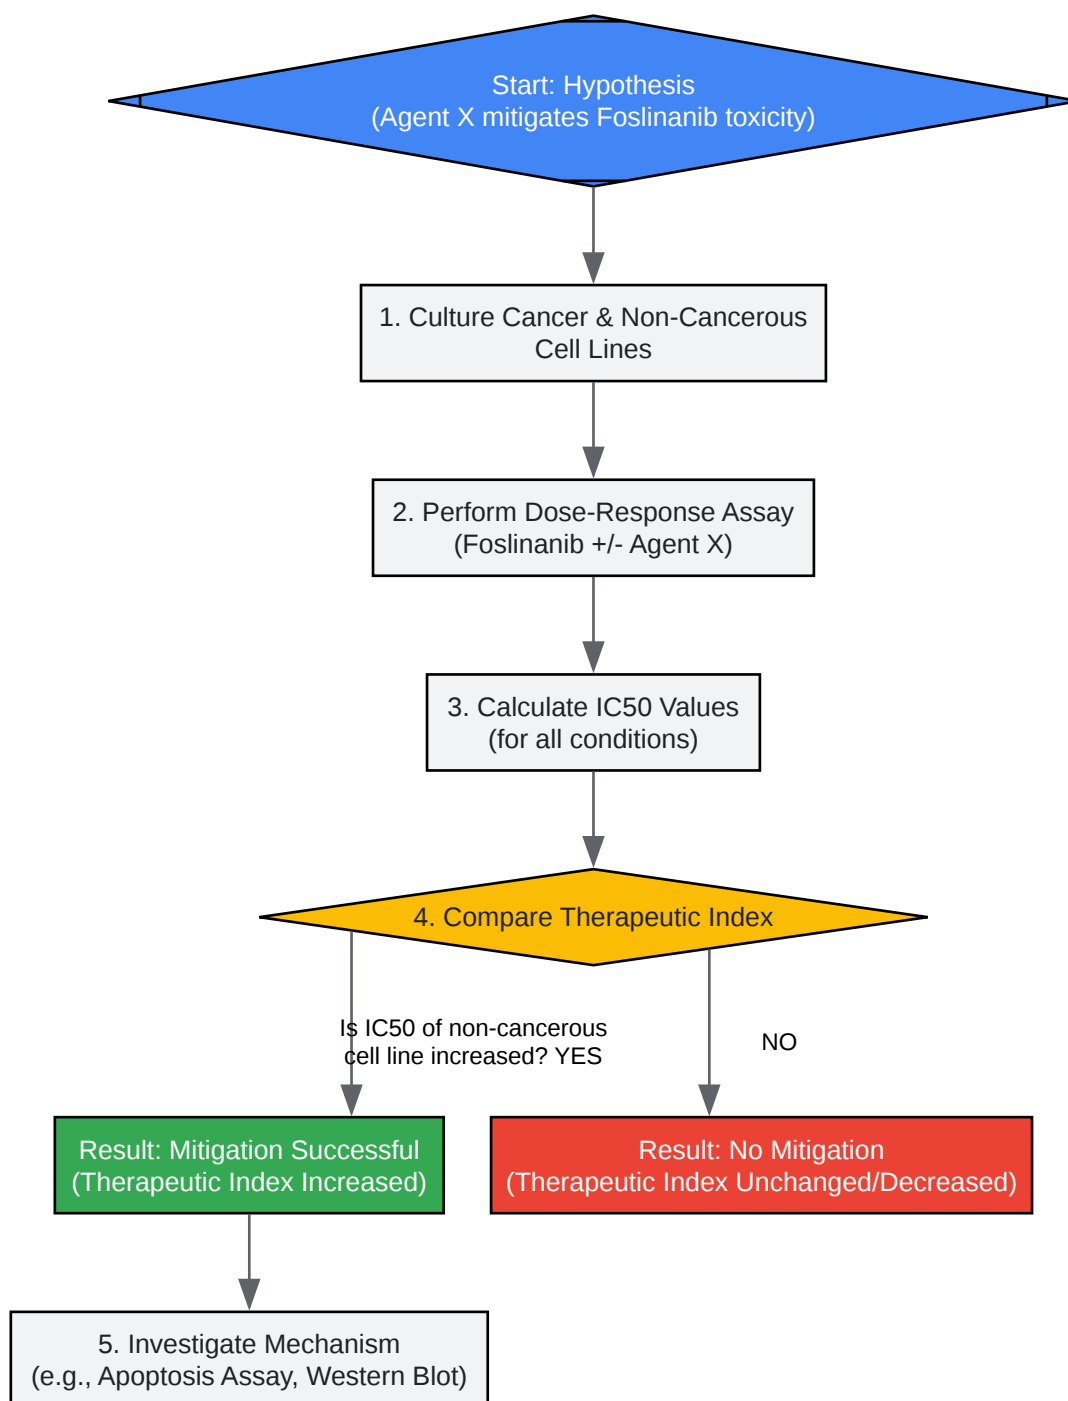 Start: Hypothesis
(Agent X mitigates Foslinanib toxicity)
1. Culture Cancer & Non-Cancerous
Cell Lines
2. Perform Dose-Response Assay
(Foslinanib +/- Agent X)
3. Calculate IC50 Values
(for all conditions)
4. Compare Therapeutic Index
Is IC50 of non-cancerous
cell line increased? YES
NO
Result: Mitigation Successful
(Therapeutic Index Increased)
Result: No Mitigation
(Therapeutic Index Unchanged/Decreased)
5. Investigate Mechanism
(e.g., Apoptosis Assay, Western Blot)